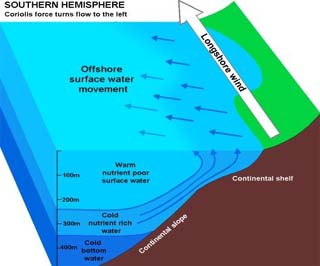 SOUTHERN HEMISPHERE
Coriolis force turns flow to the left
Offshore
surface water
movement
Longshore wind
Warm
nutrient poor
surface water
100m
200m
Cold
nutrient rich
water
300m
400m
Cold
bottom
water
Continental shelf
Continental slope